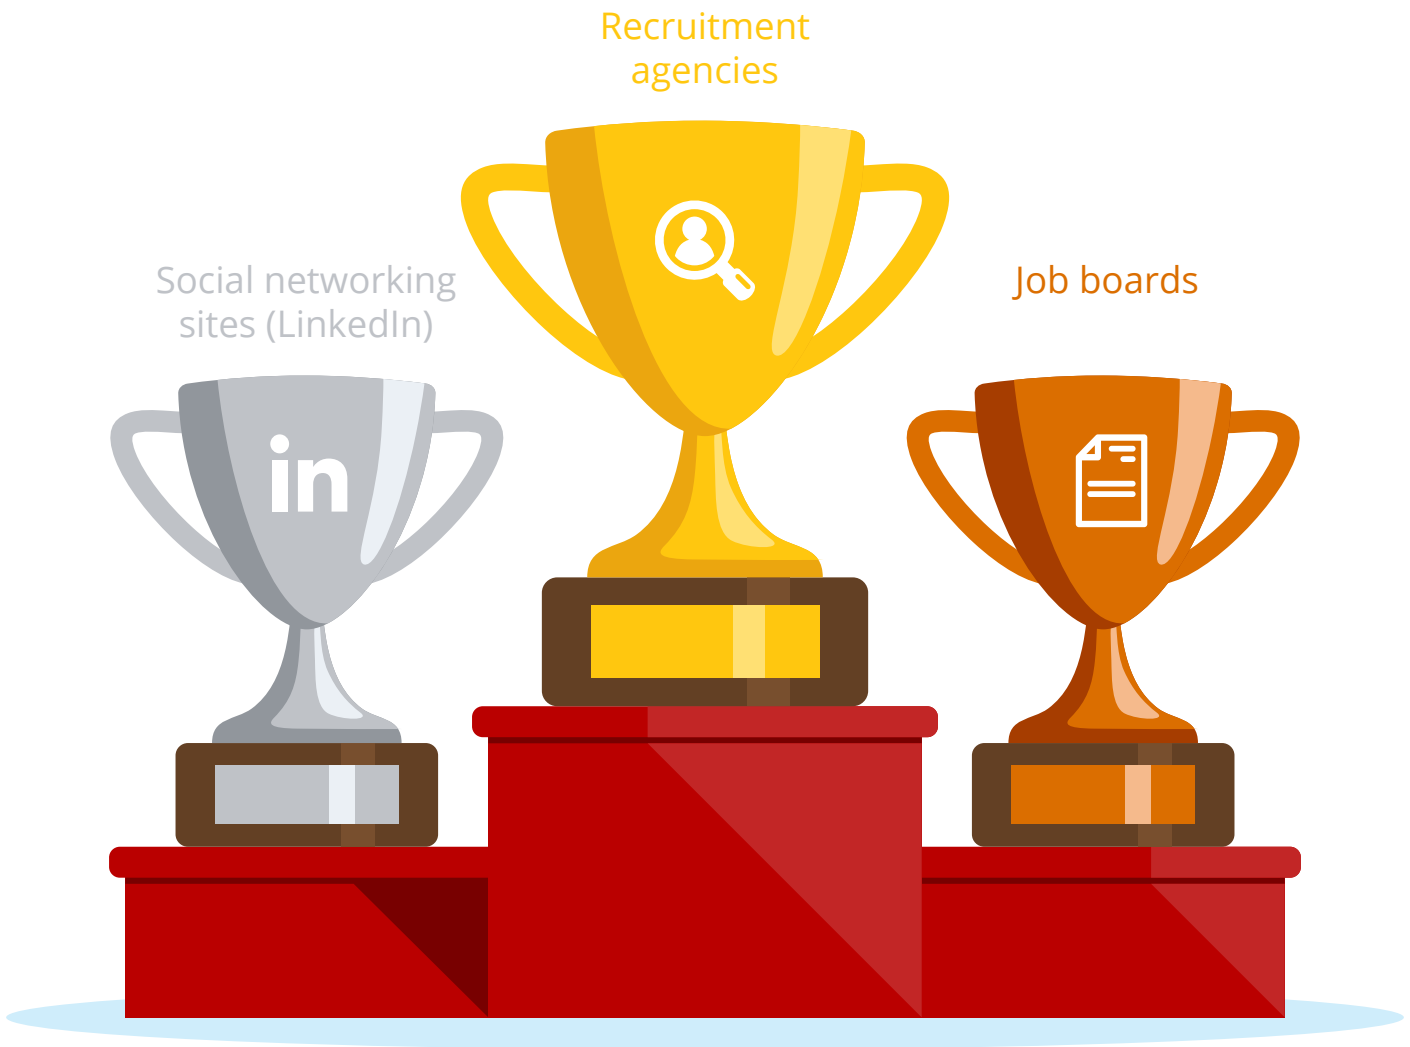 Recruitment
agencies
Social networking
sites (LinkedIn)
Job boards
in